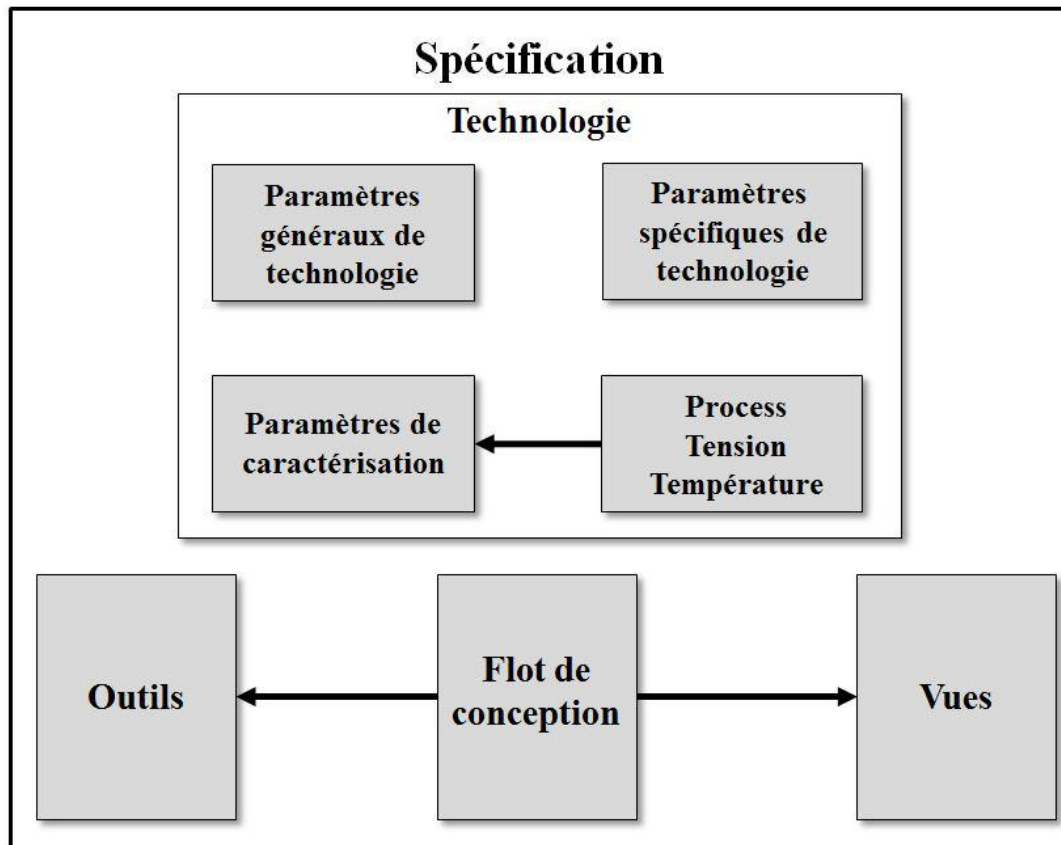 Spécification
Technologie
Paramètres
généraux de
technologie
Paramètres
spécifiques de
technologie
Paramètres de
caractérisation
Process
Tension
Température
Outils
Flot de
conception
Vues